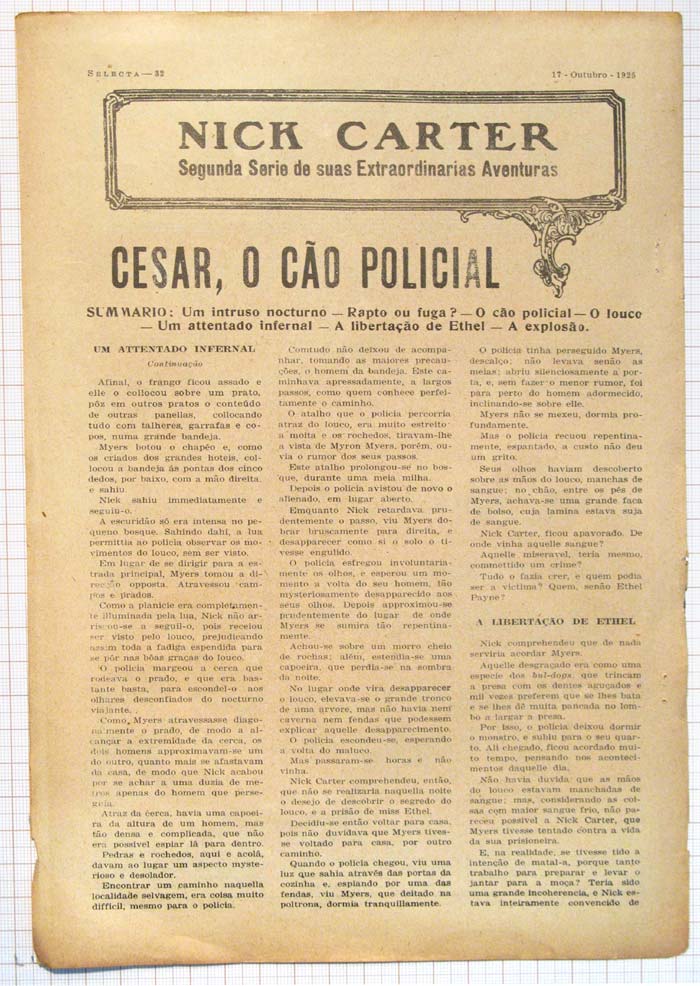 SELECTA — 32
17 - Outubro - 1925
NICK CARTER
Segunda Serie de suas Extraordinarias Aventuras
CESAR, O CÃO POLICIAL
SUMMARIO: Um intruso nocturno — Rapto ou fuga? — O cão policial — O louco
— Um attentado infernal — A libertação de Ethel — A explosão.
UM ATTENTADO INFERNAL
Continuação
Afinal, o frango ficou assado e
elle o collocou sobre um prato,
pôz em outros pratos o conteúdo
de outras panellas, collocando
tudo com talheres, garrafas e co-
pos, numa grande bandeja.
Myers botou o chapéo e, como
os criados dos grandes hoteis, col-
locou a bandeja ás pontas dos cinco
dedos, por baixo, com a mão direita.
e sahiu.
Nick sahiu immediatamente e
seguiu-o.
A escuridão só era intensa no pe-
queno bosque. Sahindo dahi, a lua
permittia ao policia observar os mo-
vimentos do louco, sem ser visto.
Em lugar de se dirigir para a es-
trada principal, Myers tomou a di-
recção opposta. Atravessou cam-
pos e prados.
Como a planicie era completamen-
te illuminada pela lua, Nick não ar-
riscou-se a seguil-o, pois receiou
ser visto pelo louco, prejudicando
assim toda a fadiga espendida para
se pôr nas bôas graças do louco.
O policia margeou a cerca que
rodeava o prado, e que era bas-
tante basta, para escondel-o aos
olhares desconfiados do nocturno
viajante.
Como Myers atravessasse diago-
nalmente o prado, de modo a al-
cançar a extremidade da cerca, os
dois homens approximavam-se um
do outro, quanto mais se afastavam
da casa, de modo que Nick acabou
por se achar a uma duzia de me-
tros apenas do homem que perse-
guia.
Atraz da cerca, havia uma capoei-
ra da altura de um homem, mas
tão densa e complicada, que não
era possivel espiar lá para dentro.
Pedras e rochedos, aqui e acolá,
davam ao lugar um aspecto myste-
rioso e desolador.
Encontrar um caminho naquella
localidade selvagem, era coisa muito
difficil, mesmo para o policia.
Comtudo não deixou de acompa-
nhar, tomando as maiores precau-
ções, o homem da bandeja. Este ca-
minhava apressadamente, a largos
passos, como quem conhece perfei-
tamente o caminho.
O atalho que o policia percorria
atraz do louco, era muito estreito
a moita e os rochedos, tiravam-lhe
a vista de Myron Myers, porém, ou-
via o rumor dos seus passos.
Este atalho prolongou-se no bos-
que, durante uma meia milha.
Depois o policia avistou de novo o
alienado, em lugar aberto.
Emquanto Nick retardava pru-
dentemente o passo, viu Myers do-
brar bruscamente para direita, e
desapparecer como si o solo o ti-
vesse engulido.
O policia esfregou involuntaria-
mente os olhos, e esperou um mo-
mento a volta do seu homem, tão
mysteriosamente desapparecido aos
seus olhos. Depois approximou-se
prudentemente do lugar de onde
Myers se sumira tão repentina-
mente.
Achou-se sobre um morro cheio
de rochas; além, estendia-se uma
capoeira, que perdia-se na sombra
da noite.
No lugar onde vira desapparecer
o louco, elevava-se o grande tronco
de uma arvore, mas não havia nem
caverna nem fendas que podessem
explicar aquelle desapparecimento.
O policia escondeu-se, esperando
a volta do maluco.
Mas passaram-se horas e não
vinha.
Nick Carter comprehendeu, então,
que não se realizaria naquella noite
o desejo de descobrir o segredo do
louco, e a prisão de miss Ethel.
Decidiu-se então voltar para casa,
pois não duvidava que Myers tives-
se voltado para casa, por outro
caminho.
Quando o policia chegou, viu uma
luz que sahia através das portas da
cozinha e, espiando por uma das
fendas, viu Myers, que deitado na
poltrona, dormia tranquillamente.
O policia tinha perseguido Myers,
descalço; não levava senão as
meias; abriu silenciosamente a por-
ta, e, sem fazer o menor rumor, foi
para perto do homem adormecido,
inclinando-se sobre elle.
Myers não se mexeu, dormia pro-
fundamente.
Mas o policia recuou repentina-
mente, espantado, a custo não deu
um grito.
Seus olhos haviam descoberto
sobre as mãos do louco, manchas de
sangue; no chão, entre os pés de
Myers, achava-se uma grande faca
de bolso, cuja lamina estava suja
de sangue.
Nick Carter, ficou apavorado. De
onde vinha aquelle sangue?
Aquelle miseravel, teria mesmo,
commettido um crime?
Tudo o fazia crer, e quem podia
ser a victima? Quem, senão Ethel
Payne?
A LIBERTAÇÃO DE ETHEL
Nick comprehendeu que de nada
serviria acordar Myers.
Aquelle desgraçado era como uma
especie dos bul-dogs, que trincam
a presa com os dentes aguçados e
mil vezes preferem que se lhes bata
e se lhes dê muita pancada no lom-
bo a largar a presa.
Por isso, o policia deixou dormir
o monstro, e subiu para o seu quar-
to. Ali chegado, ficou acordado mui-
to tempo, pensando nos aconteci-
mentos daquelle dia.
Não havia duvida que as mãos
do louco estavam manchadas de
sangue; mas, considerando as coi-
sas com maior sangue frio, não pa-
receu possivel a Nick Carter, que
Myers tivesse tentado contra a vida
da sua prisioneira.
E, na realidade, se tivesse tido a
intenção de matal-a, porque tanto
trabalho para preparar e levar o
jantar para a moça? Teria sido
uma grande incoherencia, e Nick es-
tava inteiramente convencido de